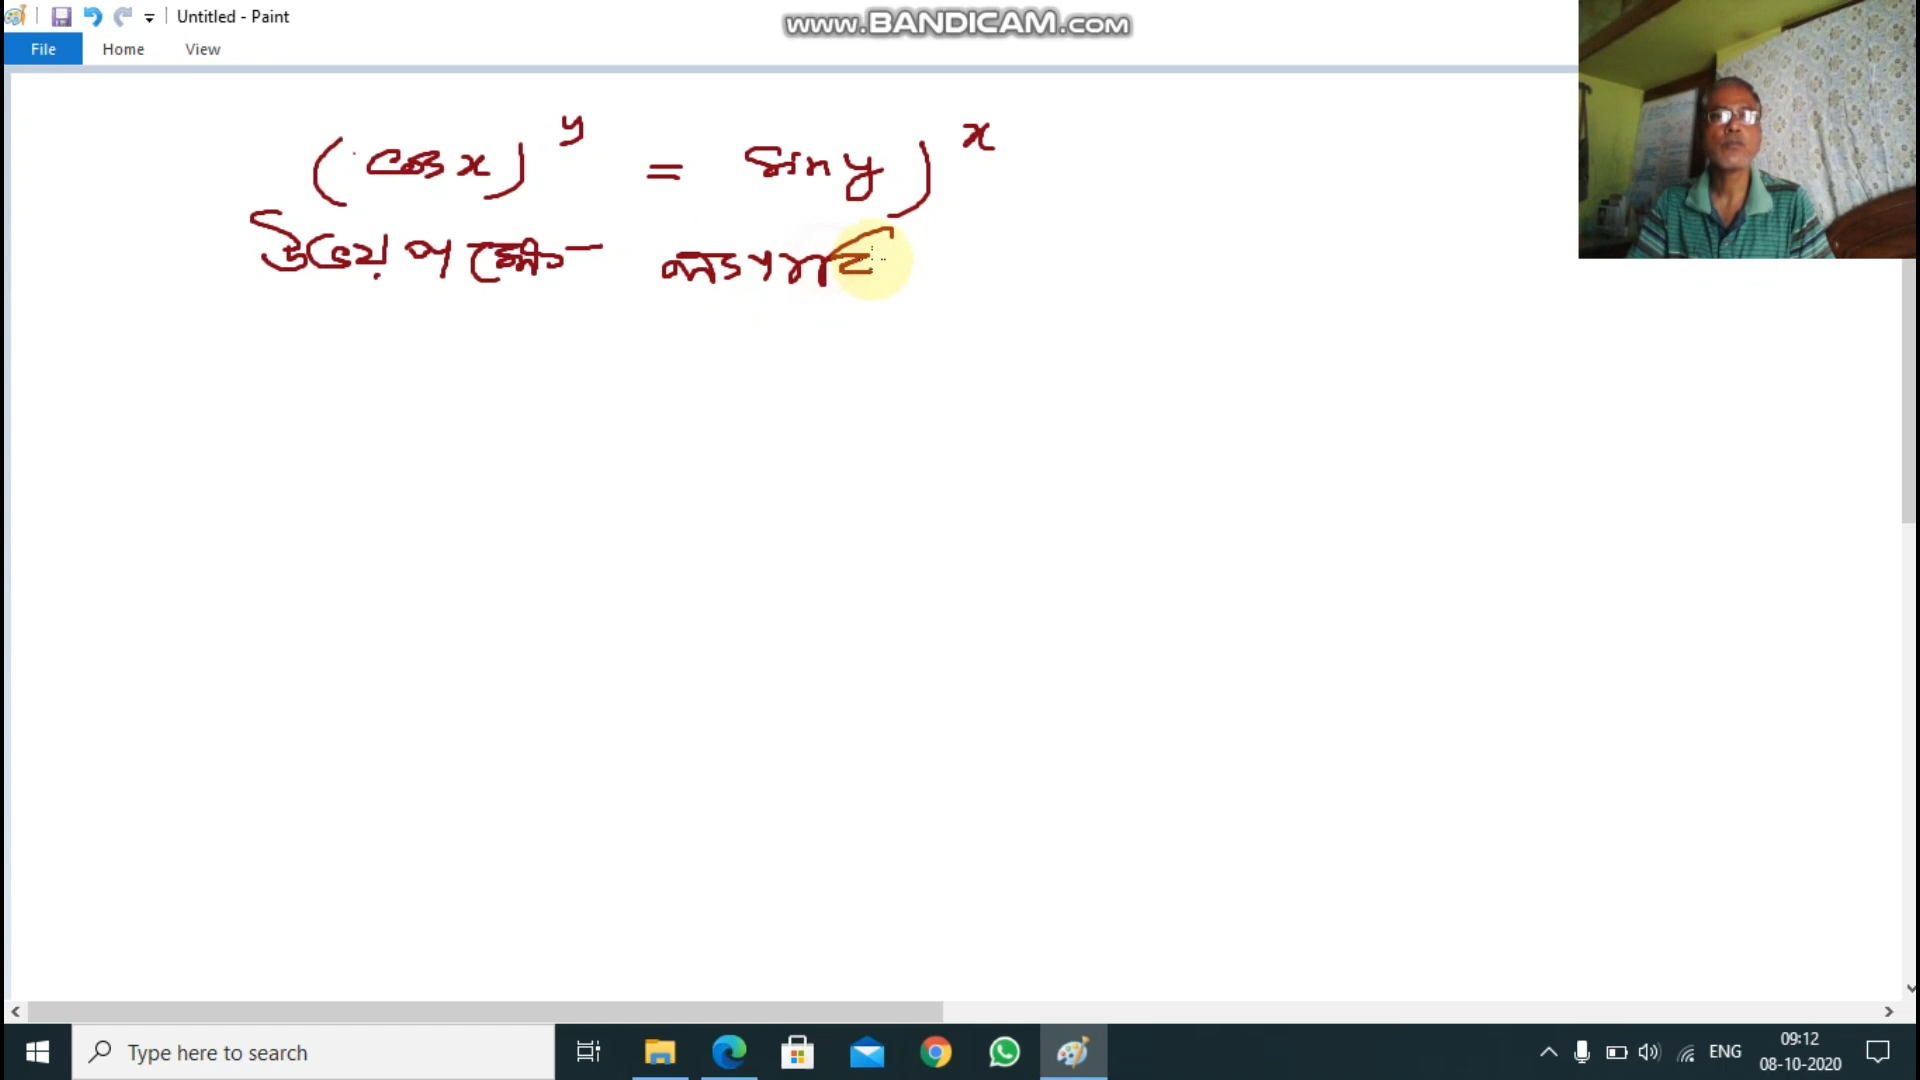 Untitled - Paint
www.BANDICAM.com
File Home View
(cos x)^y = sin y)^x
উভয় পক্ষে
Type here to search
ENG
09:12
08-10-2020